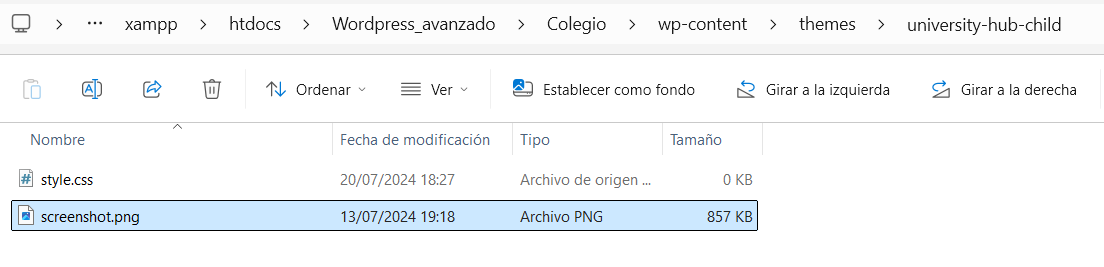 xampp > htdocs > Wordpress_avanzado > Colegio > wp-content > themes > university-hub-child
Ordenar Ver Establecer como fondo Girar a la izquierda Girar a la derecha
Nombre Fecha de modificación Tipo Tamaño
style.css 20/07/2024 18:27 Archivo de origen ... 0 KB
screenshot.png 13/07/2024 19:18 Archivo PNG 857 KB